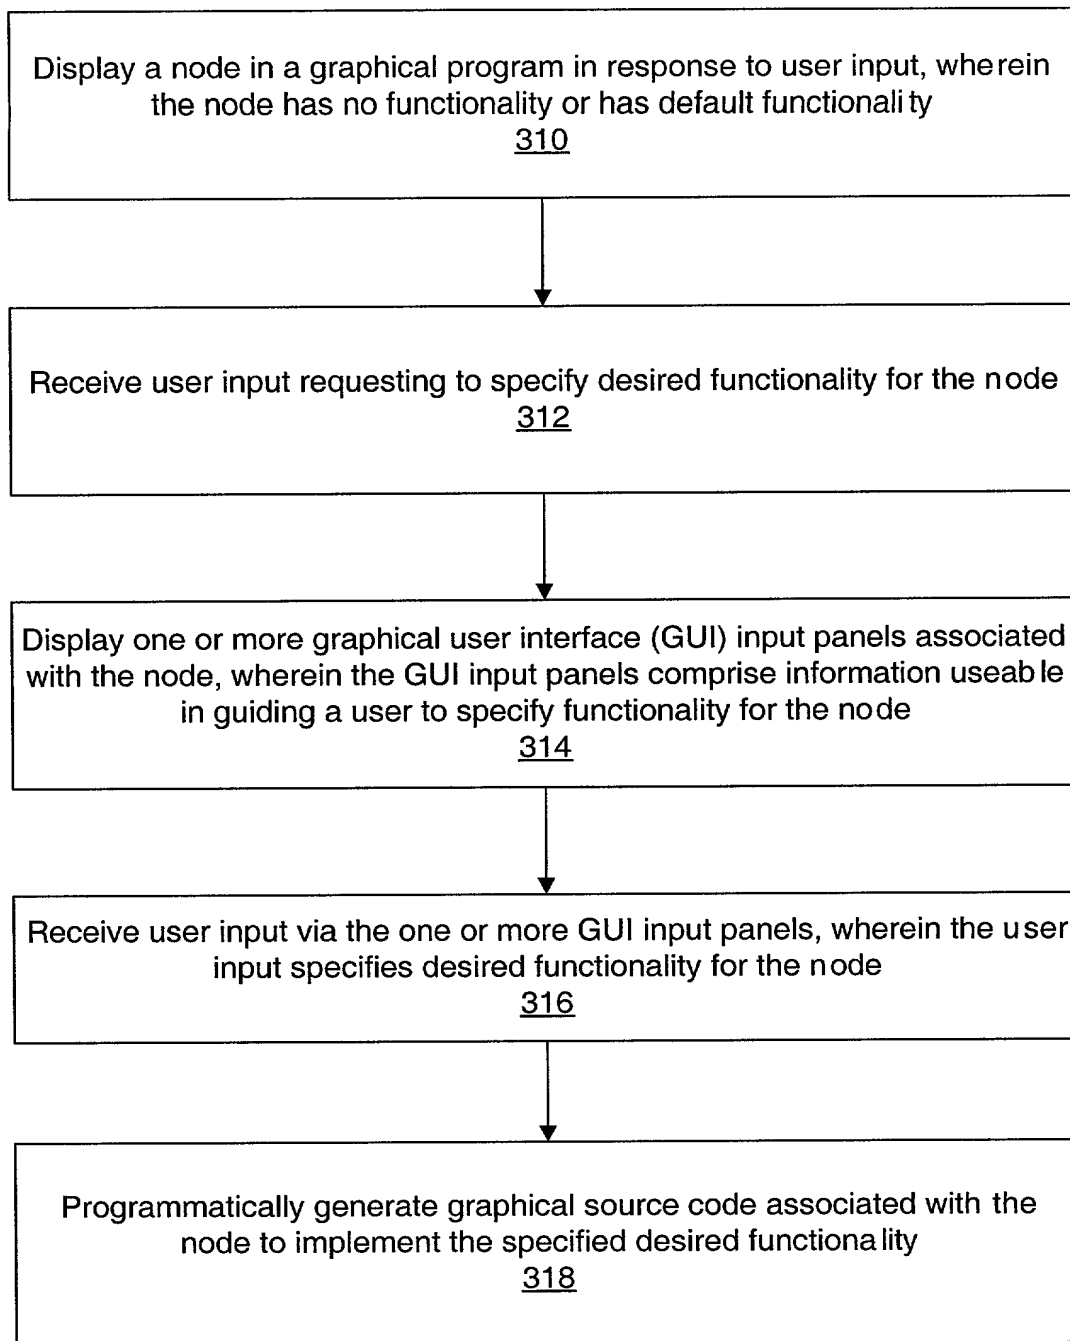 Display a node in a graphical program in response to user input, wherein
the node has no functionality or has default functionality
310
Receive user input requesting to specify desired functionality for the node
312
Display one or more graphical user interface (GUI) input panels associated
with the node, wherein the GUI input panels comprise information useable
in guiding a user to specify functionality for the node
314
Receive user input via the one or more GUI input panels, wherein the user
input specifies desired functionality for the node
316
Programmatically generate graphical source code associated with the
node to implement the specified desired functionality
318